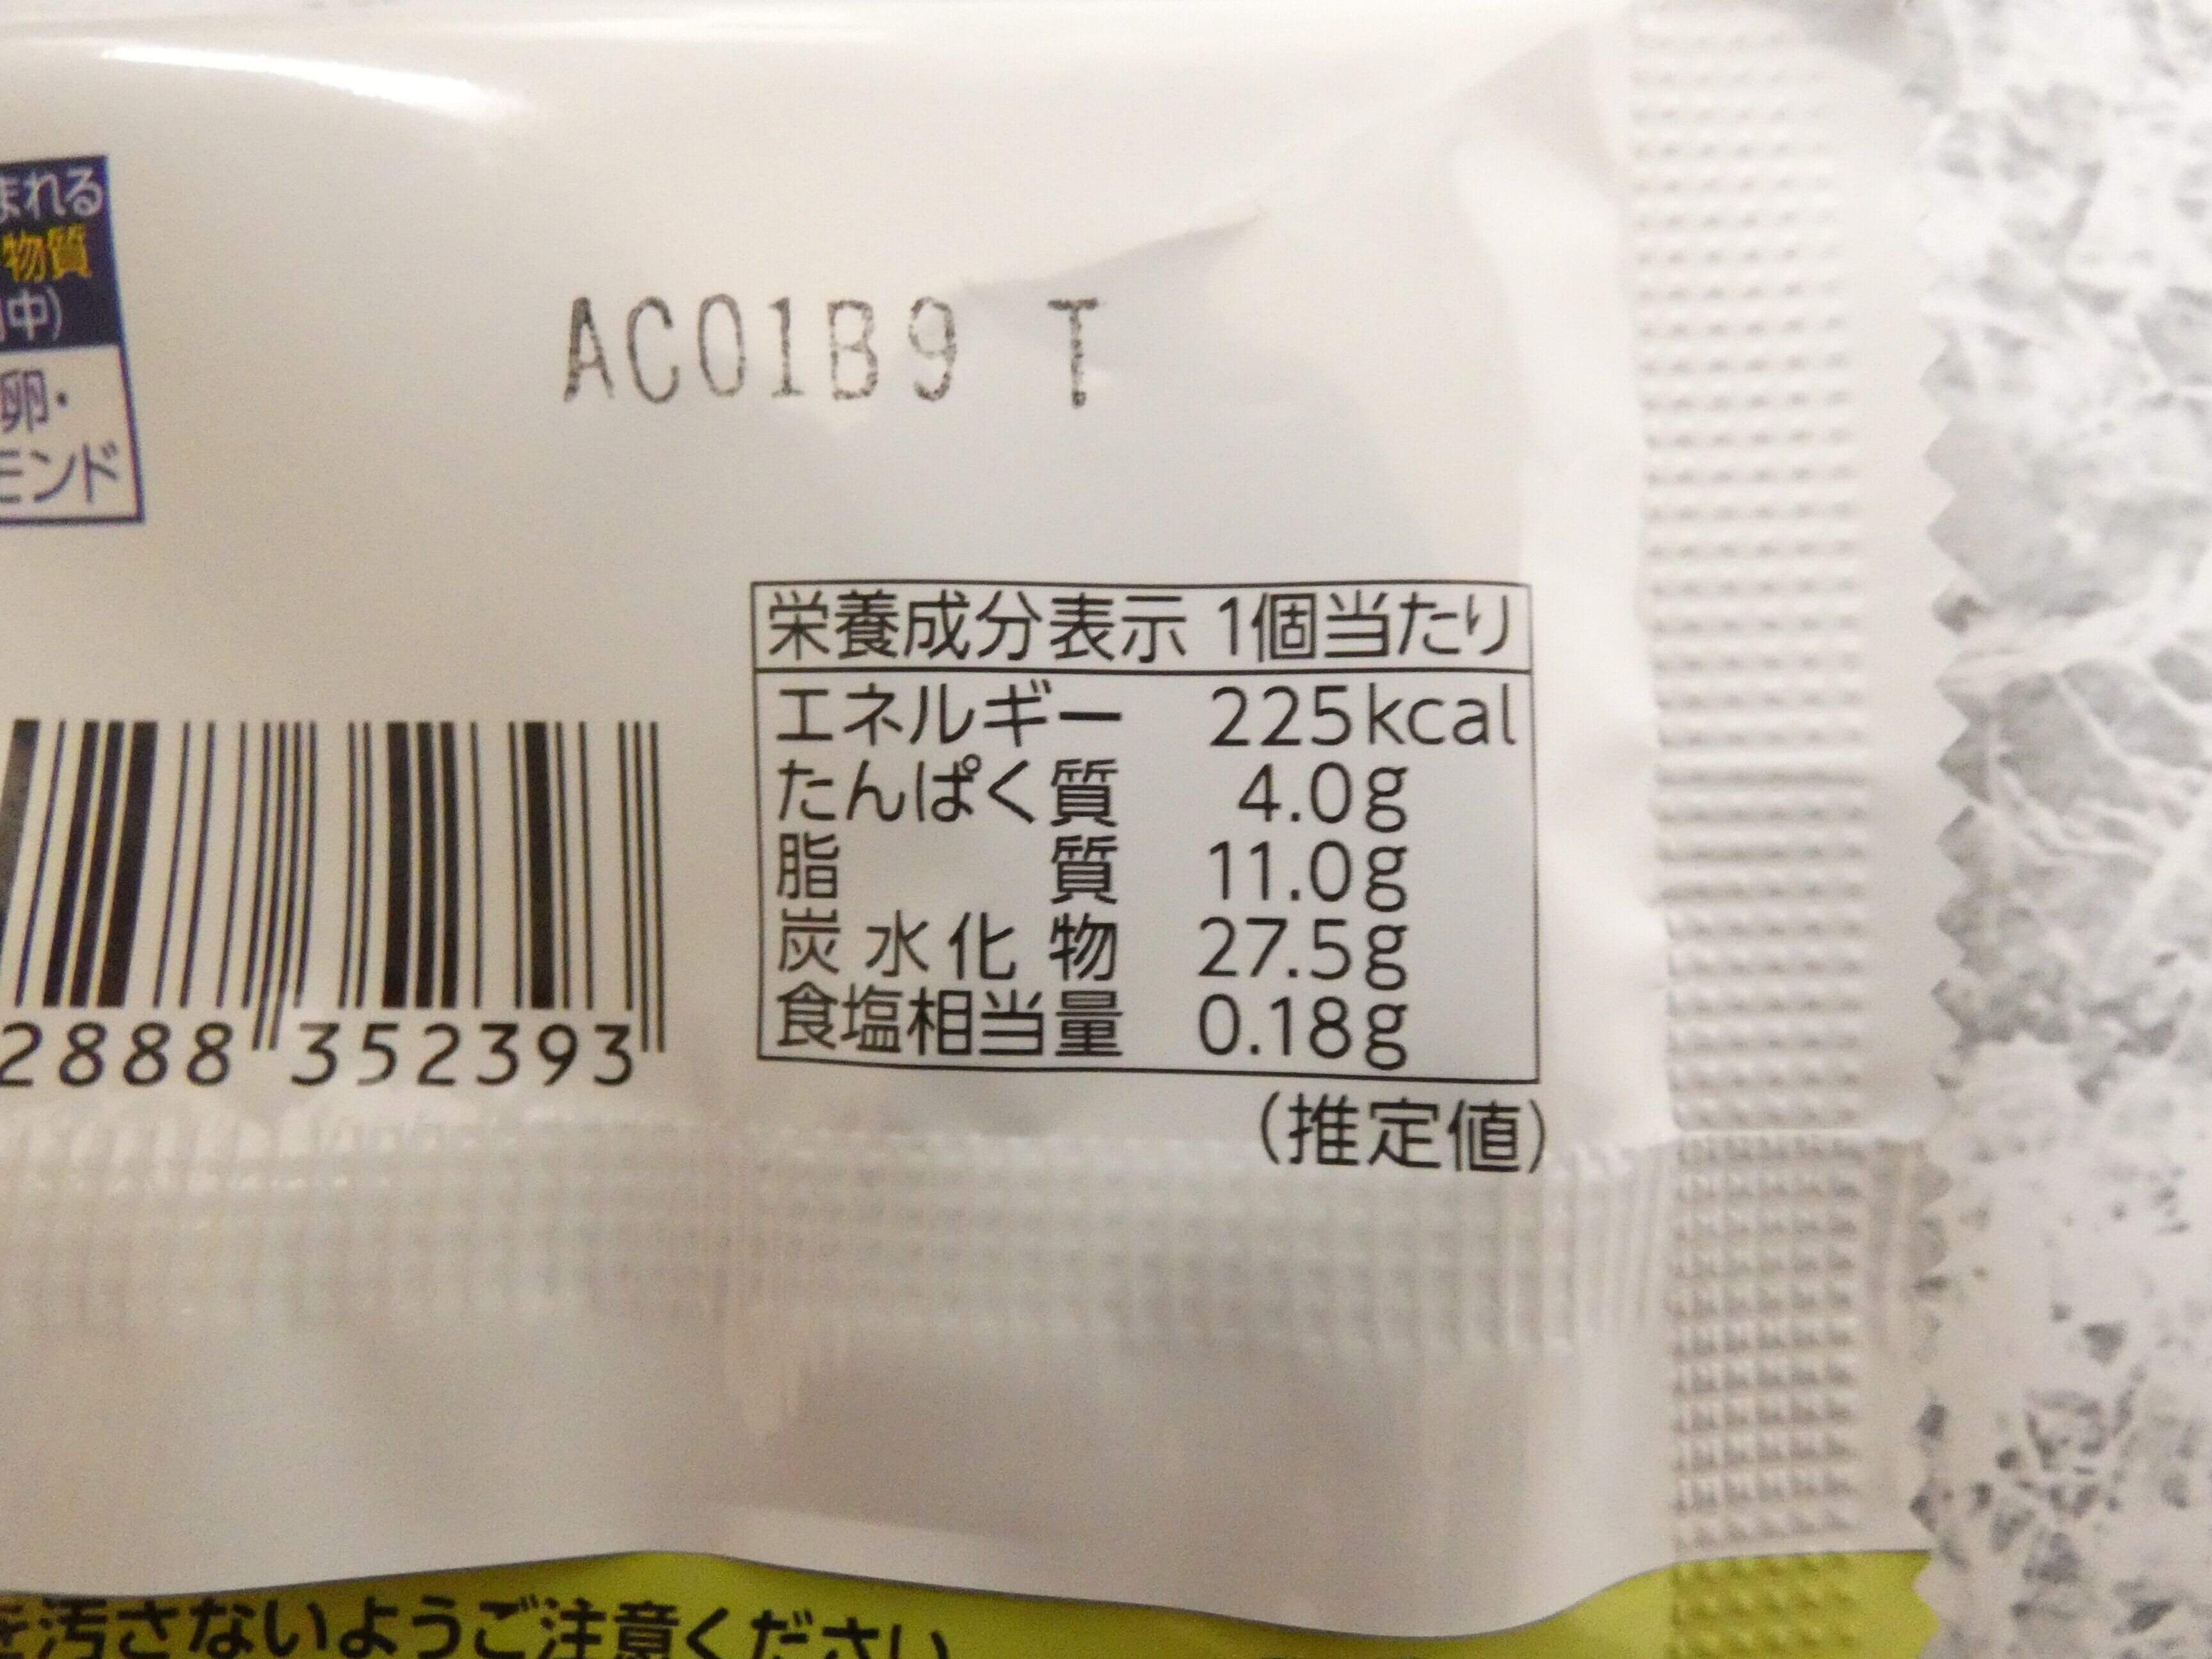 まれる
物質
中)
卵・
モンド
AC01B9 T
栄養成分表示 1個当たり
エネルギー 225kcal
たんぱく質 4.0g
脂質 11.0g
炭水化物 27.5g
食塩相当量 0.18g
(推定値)
2888 352393
を汚さないようご注意ください